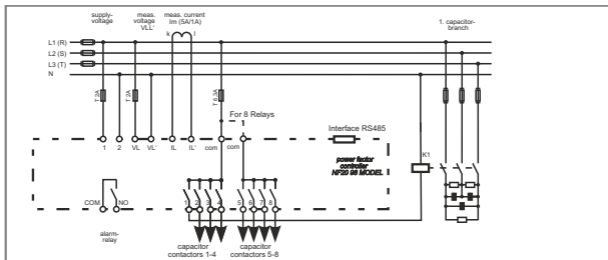 supply-
voltage
meas.
voltage
VLL'
meas. current
Im (5A/1A)
k
l
1. capacitor-
branch
L1 (R)
L2 (S)
L3 (T)
N
T 2A
T 2A
T 6.3A
For 8 Relays
Interface RS485
1
2
VL
VL'
IL
IL'
com
com
power factor
controller
NF20 96 MODEL
K1
COM
NO
1
2
3
4
5
6
7
8
alarm-
relay
capacitor
contactors 1-4
capacitor
contactors 5-8